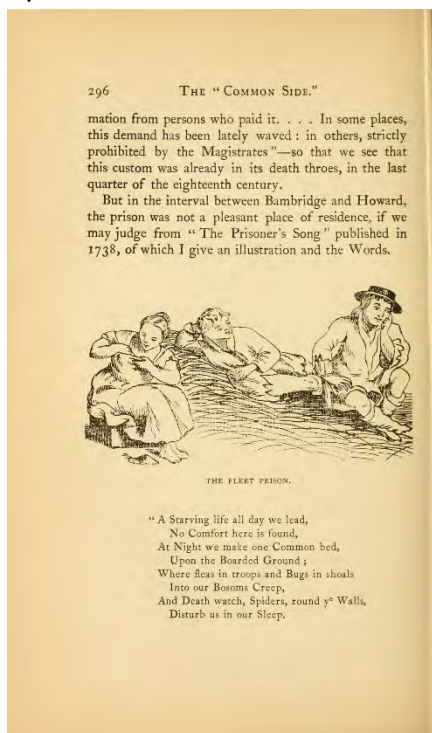 296 THE "COMMON SIDE."
mation from persons who paid it. . . . In some places,
this demand has been lately waved : in others, strictly
prohibited by the Magistrates"—so that we see that
this custom was already in its death throes, in the last
quarter of the eighteenth century.
But in the interval between Bambridge and Howard,
the prison was not a pleasant place of residence, if we
may judge from "The Prisoner's Song" published in
1738, of which I give an illustration and the Words.
THE FLEET PRISON.
"A Starving life all day we lead,
No Comfort here is found,
At Night we make one Common bed,
Upon the Boarded Ground ;
Where fleas in troops and Bugs in shoals
Into our Bosoms Creep,
And Death watch, Spiders, round yᵉ Walls,
Disturb us in our Sleep.